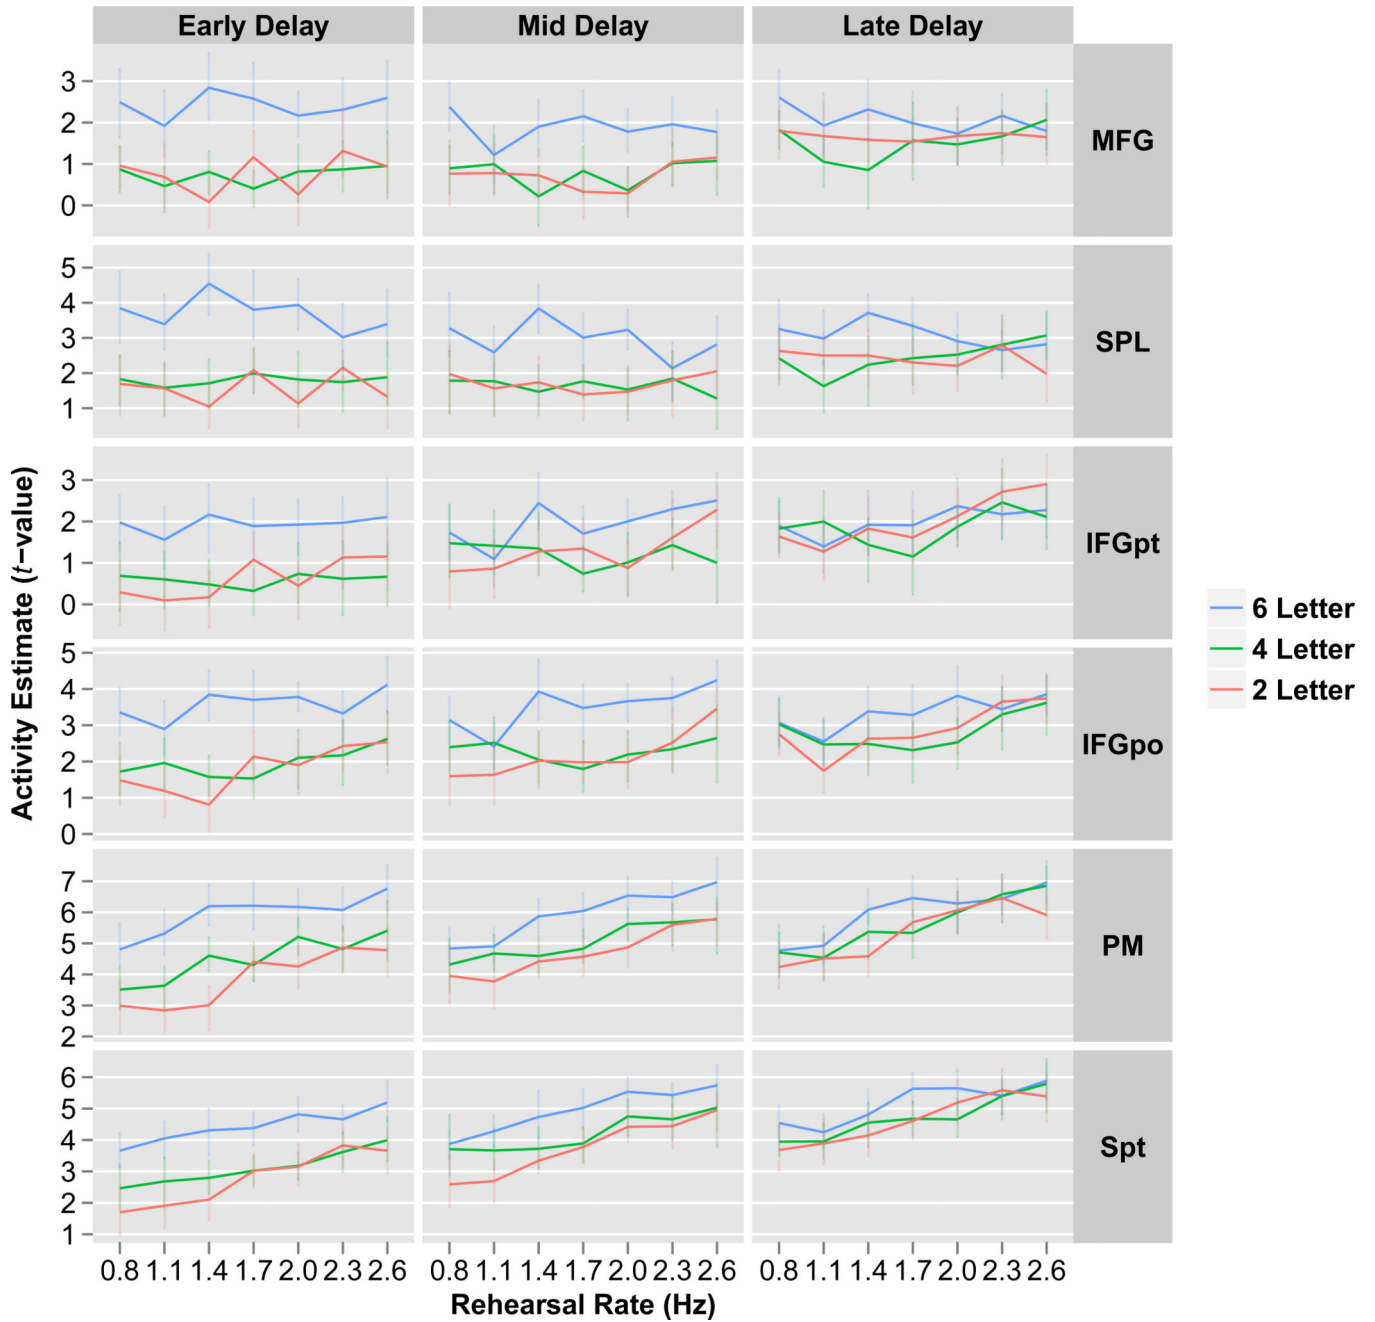 Early Delay Mid Delay Late Delay
3
2
1
0
MFG
5
4
3
2
1
SPL
3
2
1
0
IFGpt
5
4
3
2
1
0
IFGpo
7
6
5
4
3
2
PM
6
5
4
3
2
1
Spt
0.8 1.1 1.4 1.7 2.0 2.3 2.6 0.8 1.1 1.4 1.7 2.0 2.3 2.6 0.8 1.1 1.4 1.7 2.0 2.3 2.6
Rehearsal Rate (Hz)
Activity Estimate (t−value)
6 Letter
4 Letter
2 Letter